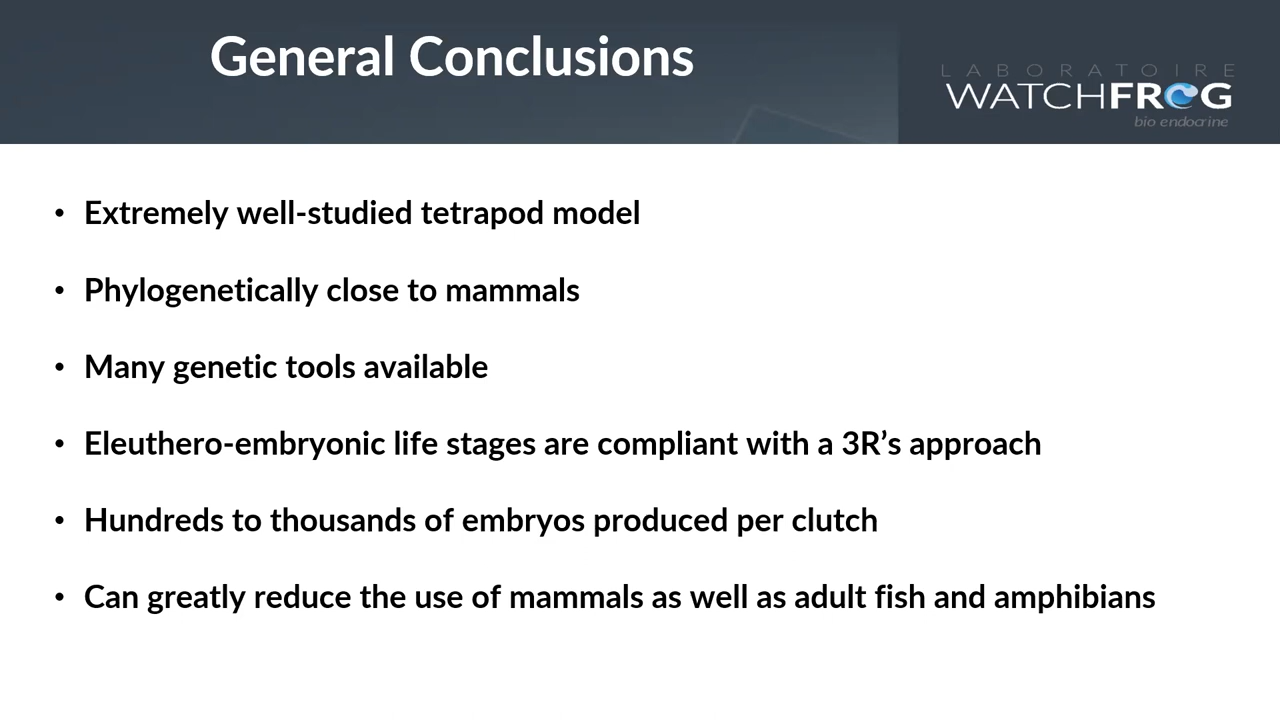 General Conclusions
LABORATOIRE
WATCHFROG
bio endocrine
• Extremely well-studied tetrapod model
• Phylogenetically close to mammals
• Many genetic tools available
• Eleuthero-embryonic life stages are compliant with a 3R’s approach
• Hundreds to thousands of embryos produced per clutch
• Can greatly reduce the use of mammals as well as adult fish and amphibians